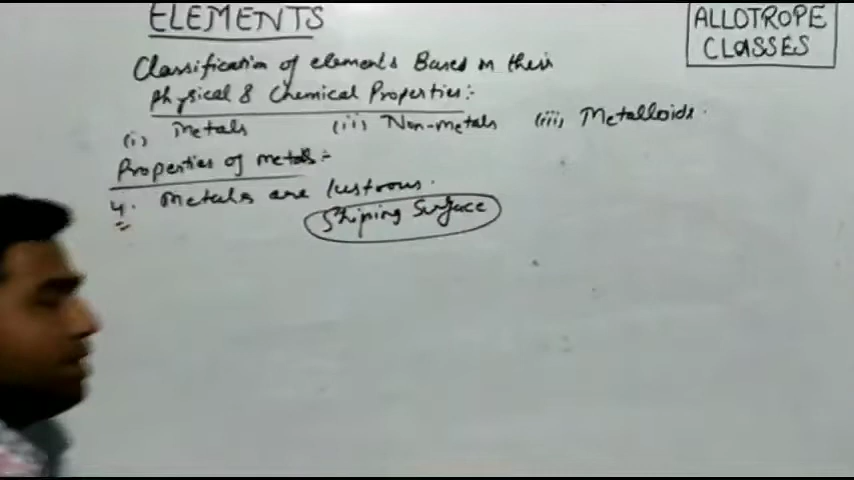 ELEMENTS
ALLOTROPE
CLASSES
Classification of elements Based on their
Physical & Chemical Properties:-
(i) Metals (ii) Non-metals (iii) Metalloids.
Properties of metals:-
4. Metals are lustrous.
Shining Surface